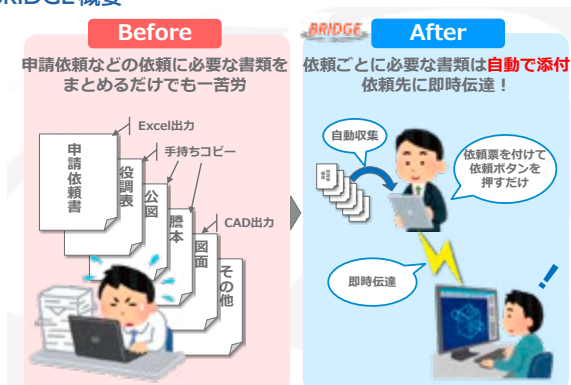 BRIDGE概要
Before
申請依頼などの依頼に必要な書類を
まとめるだけでも一苦労
Excel出力
手持ちコピー
CAD出力
申請依頼書
役調表
公図
謄本
図面
その他
BRIDGE
After
依頼ごとに必要な書類は自動で添付
依頼先に即時伝達！
自動収集
依頼票を付けて
依頼ボタンを
押すだけ
即時伝達
！